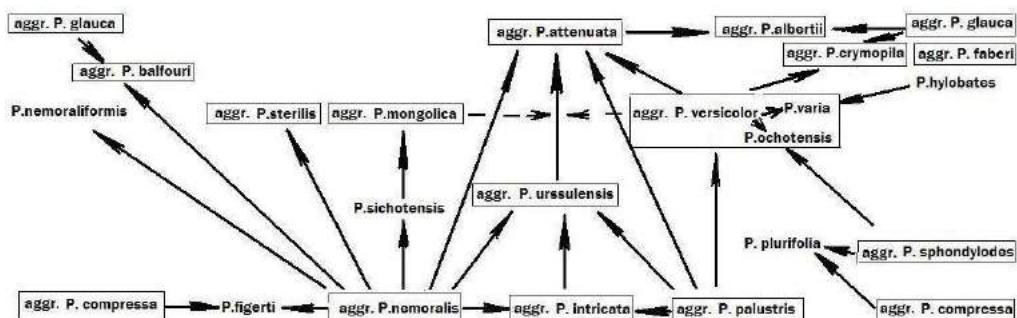 aggr. P. glauca
aggr. P.attenuata
aggr. P.albertii
aggr. P. glauca
aggr. P.crymopila
aggr. P. faberi
aggr. P. balfouri
P.hylobates
P.nemoraliformis
aggr. P.sterilis
aggr. P.mongolica
aggr. P. versicolor
P.varia
P.ochotensis
aggr. P. urssulensis
P.sichotensis
P. plurifolia
aggr. P. sphondylodes
aggr. P. compressa
P.figerti
aggr. P.nemoralis
aggr. P. intricata
aggr. P. palustris
aggr. P. compressa